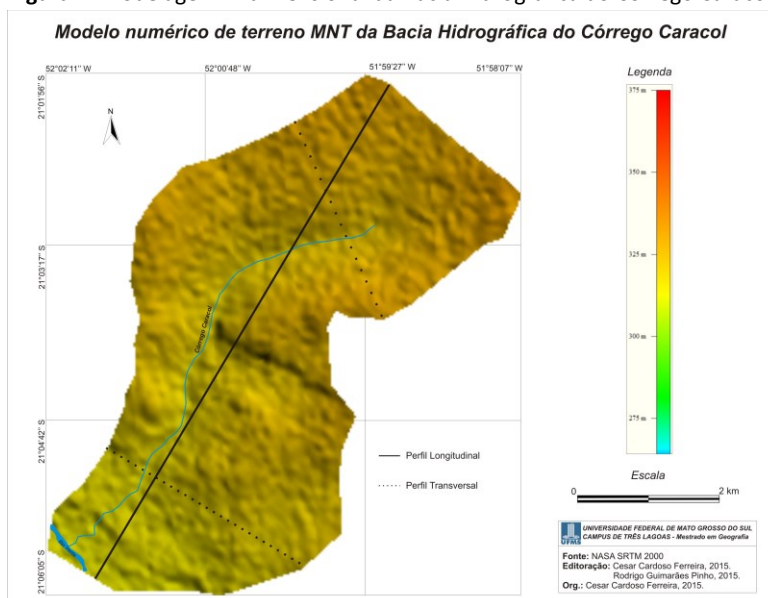 Modelo numérico de terreno MNT da Bacia Hidrográfica do Córrego Caracol
52°02'11" W
52°00'48" W
51°59'27" W
51°58'07" W
21°01'56" S
21°03'17" S
21°04'42" S
21°06'05" S
N
Córrego Caracol
Perfil Longitudinal
Perfil Transversal
Legenda
375 m
350 m
325 m
300 m
275 m
Escala
0
2 km
UFMS
UNIVERSIDADE FEDERAL DE MATO GROSSO DO SUL
CAMPUS DE TRÊS LAGOAS - Mestrado em Geografia
Fonte: NASA SRTM 2000
Editoração: Cesar Cardoso Ferreira, 2015.
Rodrigo Guimarães Pinho, 2015.
Org.: Cesar Cardoso Ferreira, 2015.